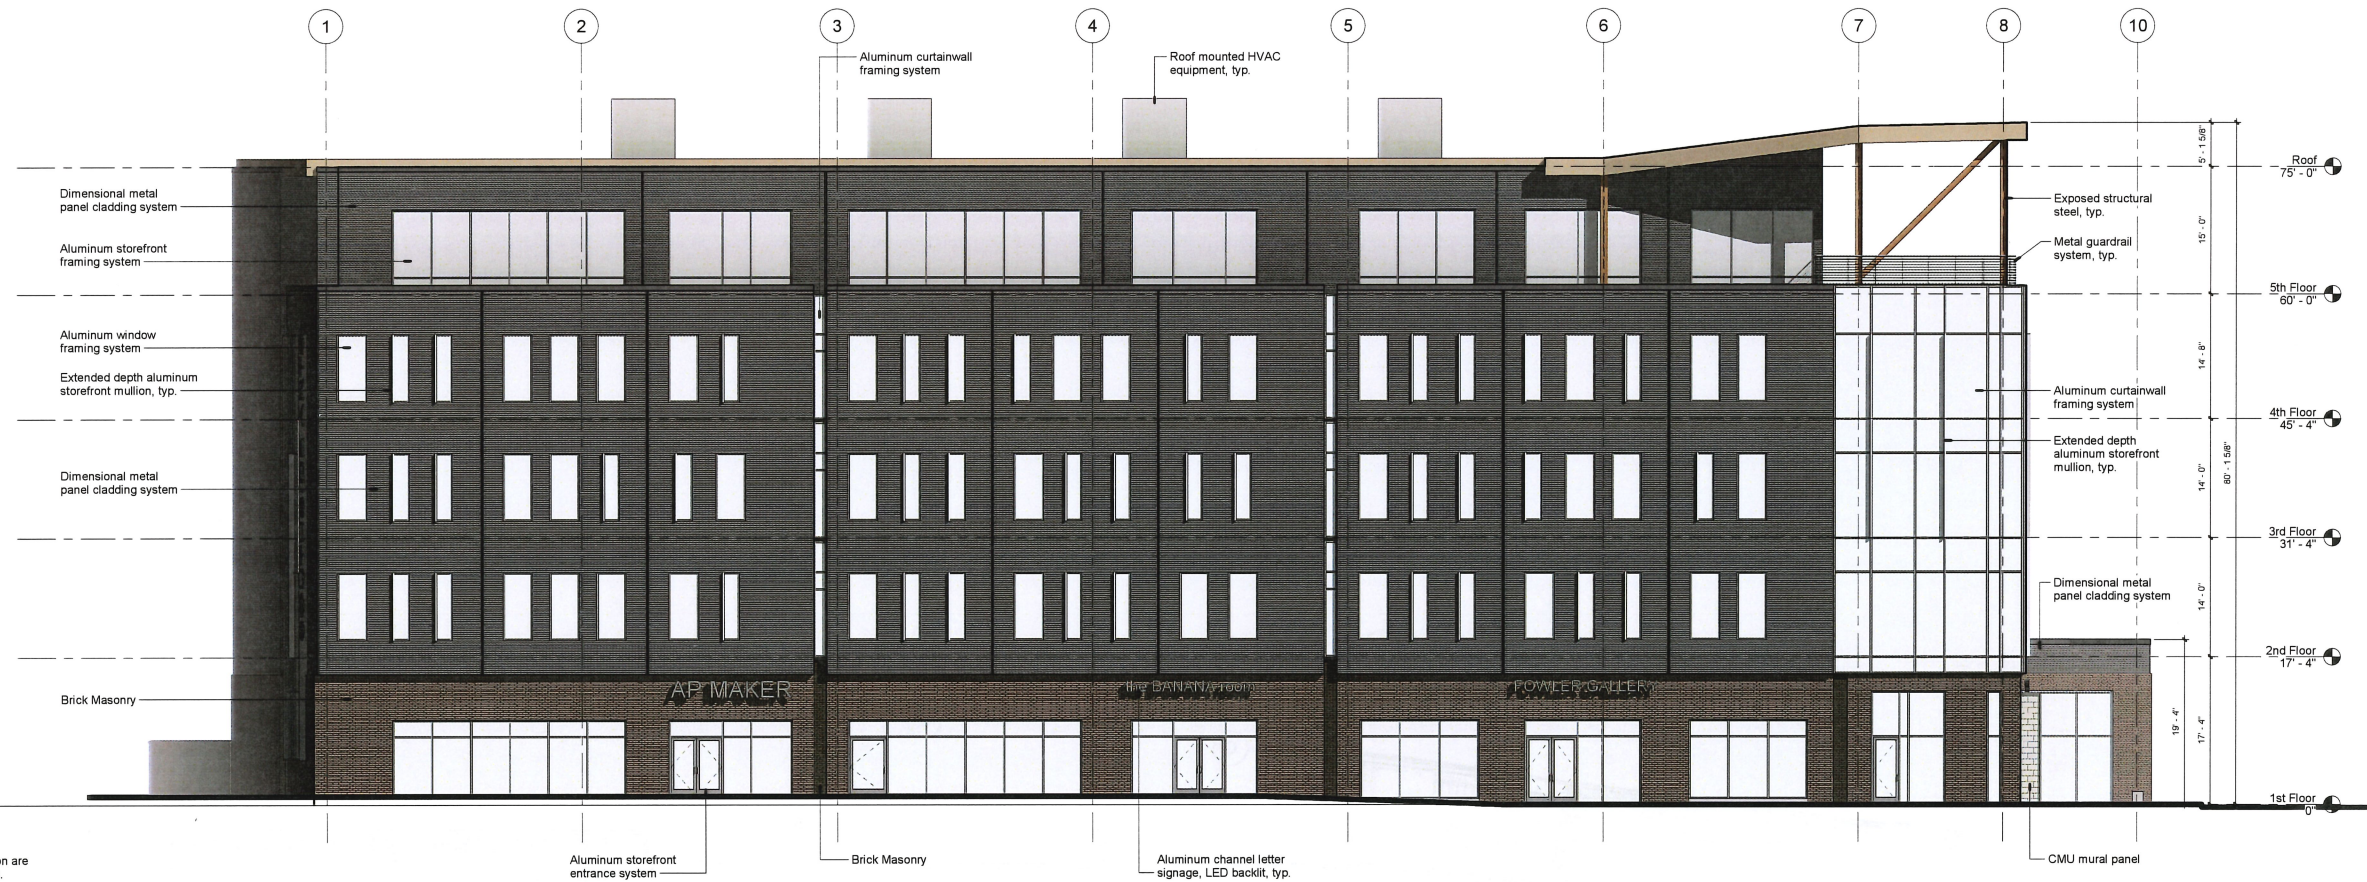 1
2
3
4
5
6
7
8
10
Aluminum curtainwall
framing system
Roof mounted HVAC
equipment, typ.
Dimensional metal
panel cladding system
Aluminum storefront
framing system
Aluminum window
framing system
Extended depth aluminum
storefront mullion, typ.
Dimensional metal
panel cladding system
Brick Masonry
AP MAKER
the BANANA room
FOWLER GALLERY
Exposed structural
steel, typ.
Metal guardrail
system, typ.
Aluminum curtainwall
framing system
Extended depth
aluminum storefront
mullion, typ.
Dimensional metal
panel cladding system
5' - 1 5/8"
15' - 0"
14' - 8"
14' - 0"
14' - 0"
17' - 4"
19' - 4"
80' - 1 5/8"
Roof
75' - 0"
5th Floor
60' - 0"
4th Floor
45' - 4"
3rd Floor
31' - 4"
2nd Floor
17' - 4"
1st Floor
0"
are
Aluminum storefront
entrance system
Brick Masonry
Aluminum channel letter
signage, LED backlit, typ.
CMU mural panel